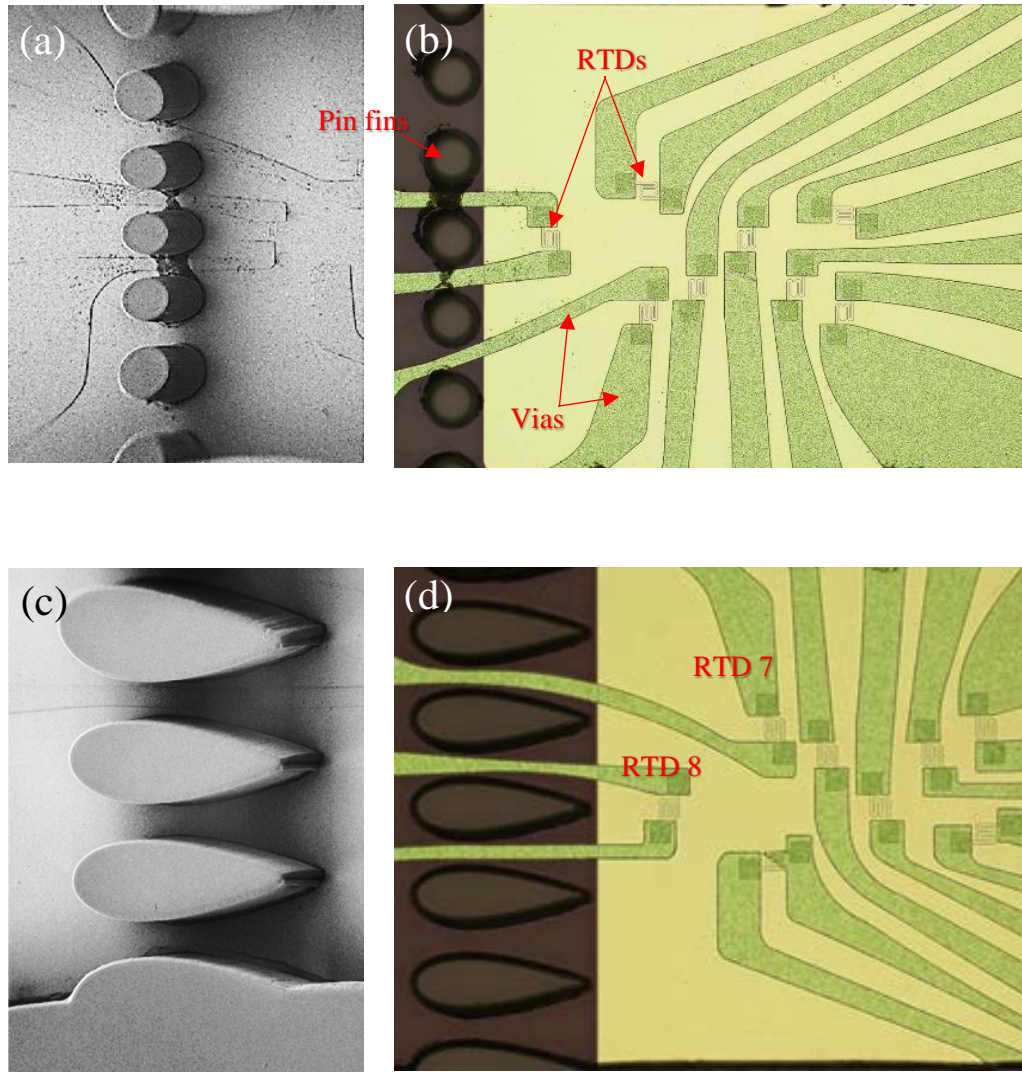 (a)
(b)
RTDs
Pin fins
Vias
(c)
(d)
RTD 7
RTD 8